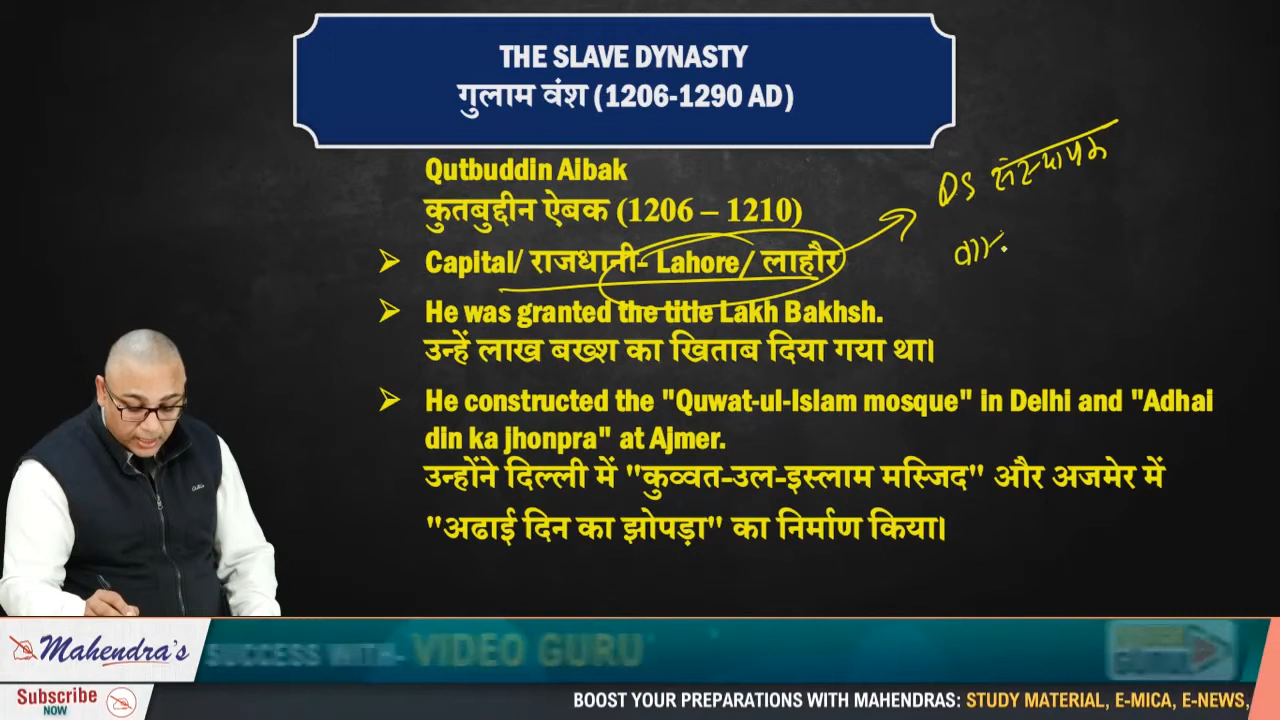 THE SLAVE DYNASTY
गुलाम वंश (1206-1290 AD)
Qutbuddin Aibak
कुतबुद्दीन ऐबक (1206 – 1210)
DS संस्थापक
➢ Capital/ राजधानी- Lahore/ लाहौर
➢ He was granted the title Lakh Bakhsh.
उन्हें लाख बख्श का खिताब दिया गया था।
➢ He constructed the "Quwat-ul-Islam mosque" in Delhi and "Adhai
din ka jhonpra" at Ajmer.
उन्होंने दिल्ली में "कुव्वत-उल-इस्लाम मस्जिद" और अजमेर में
"अढाई दिन का झोपड़ा" का निर्माण किया।
Mahendra's
SUCCESS WITH- VIDEO GURU
GURU
Subscribe
NOW
BOOST YOUR PREPARATIONS WITH MAHENDRAS: STUDY MATERIAL, E-MICA, E-NEWS,